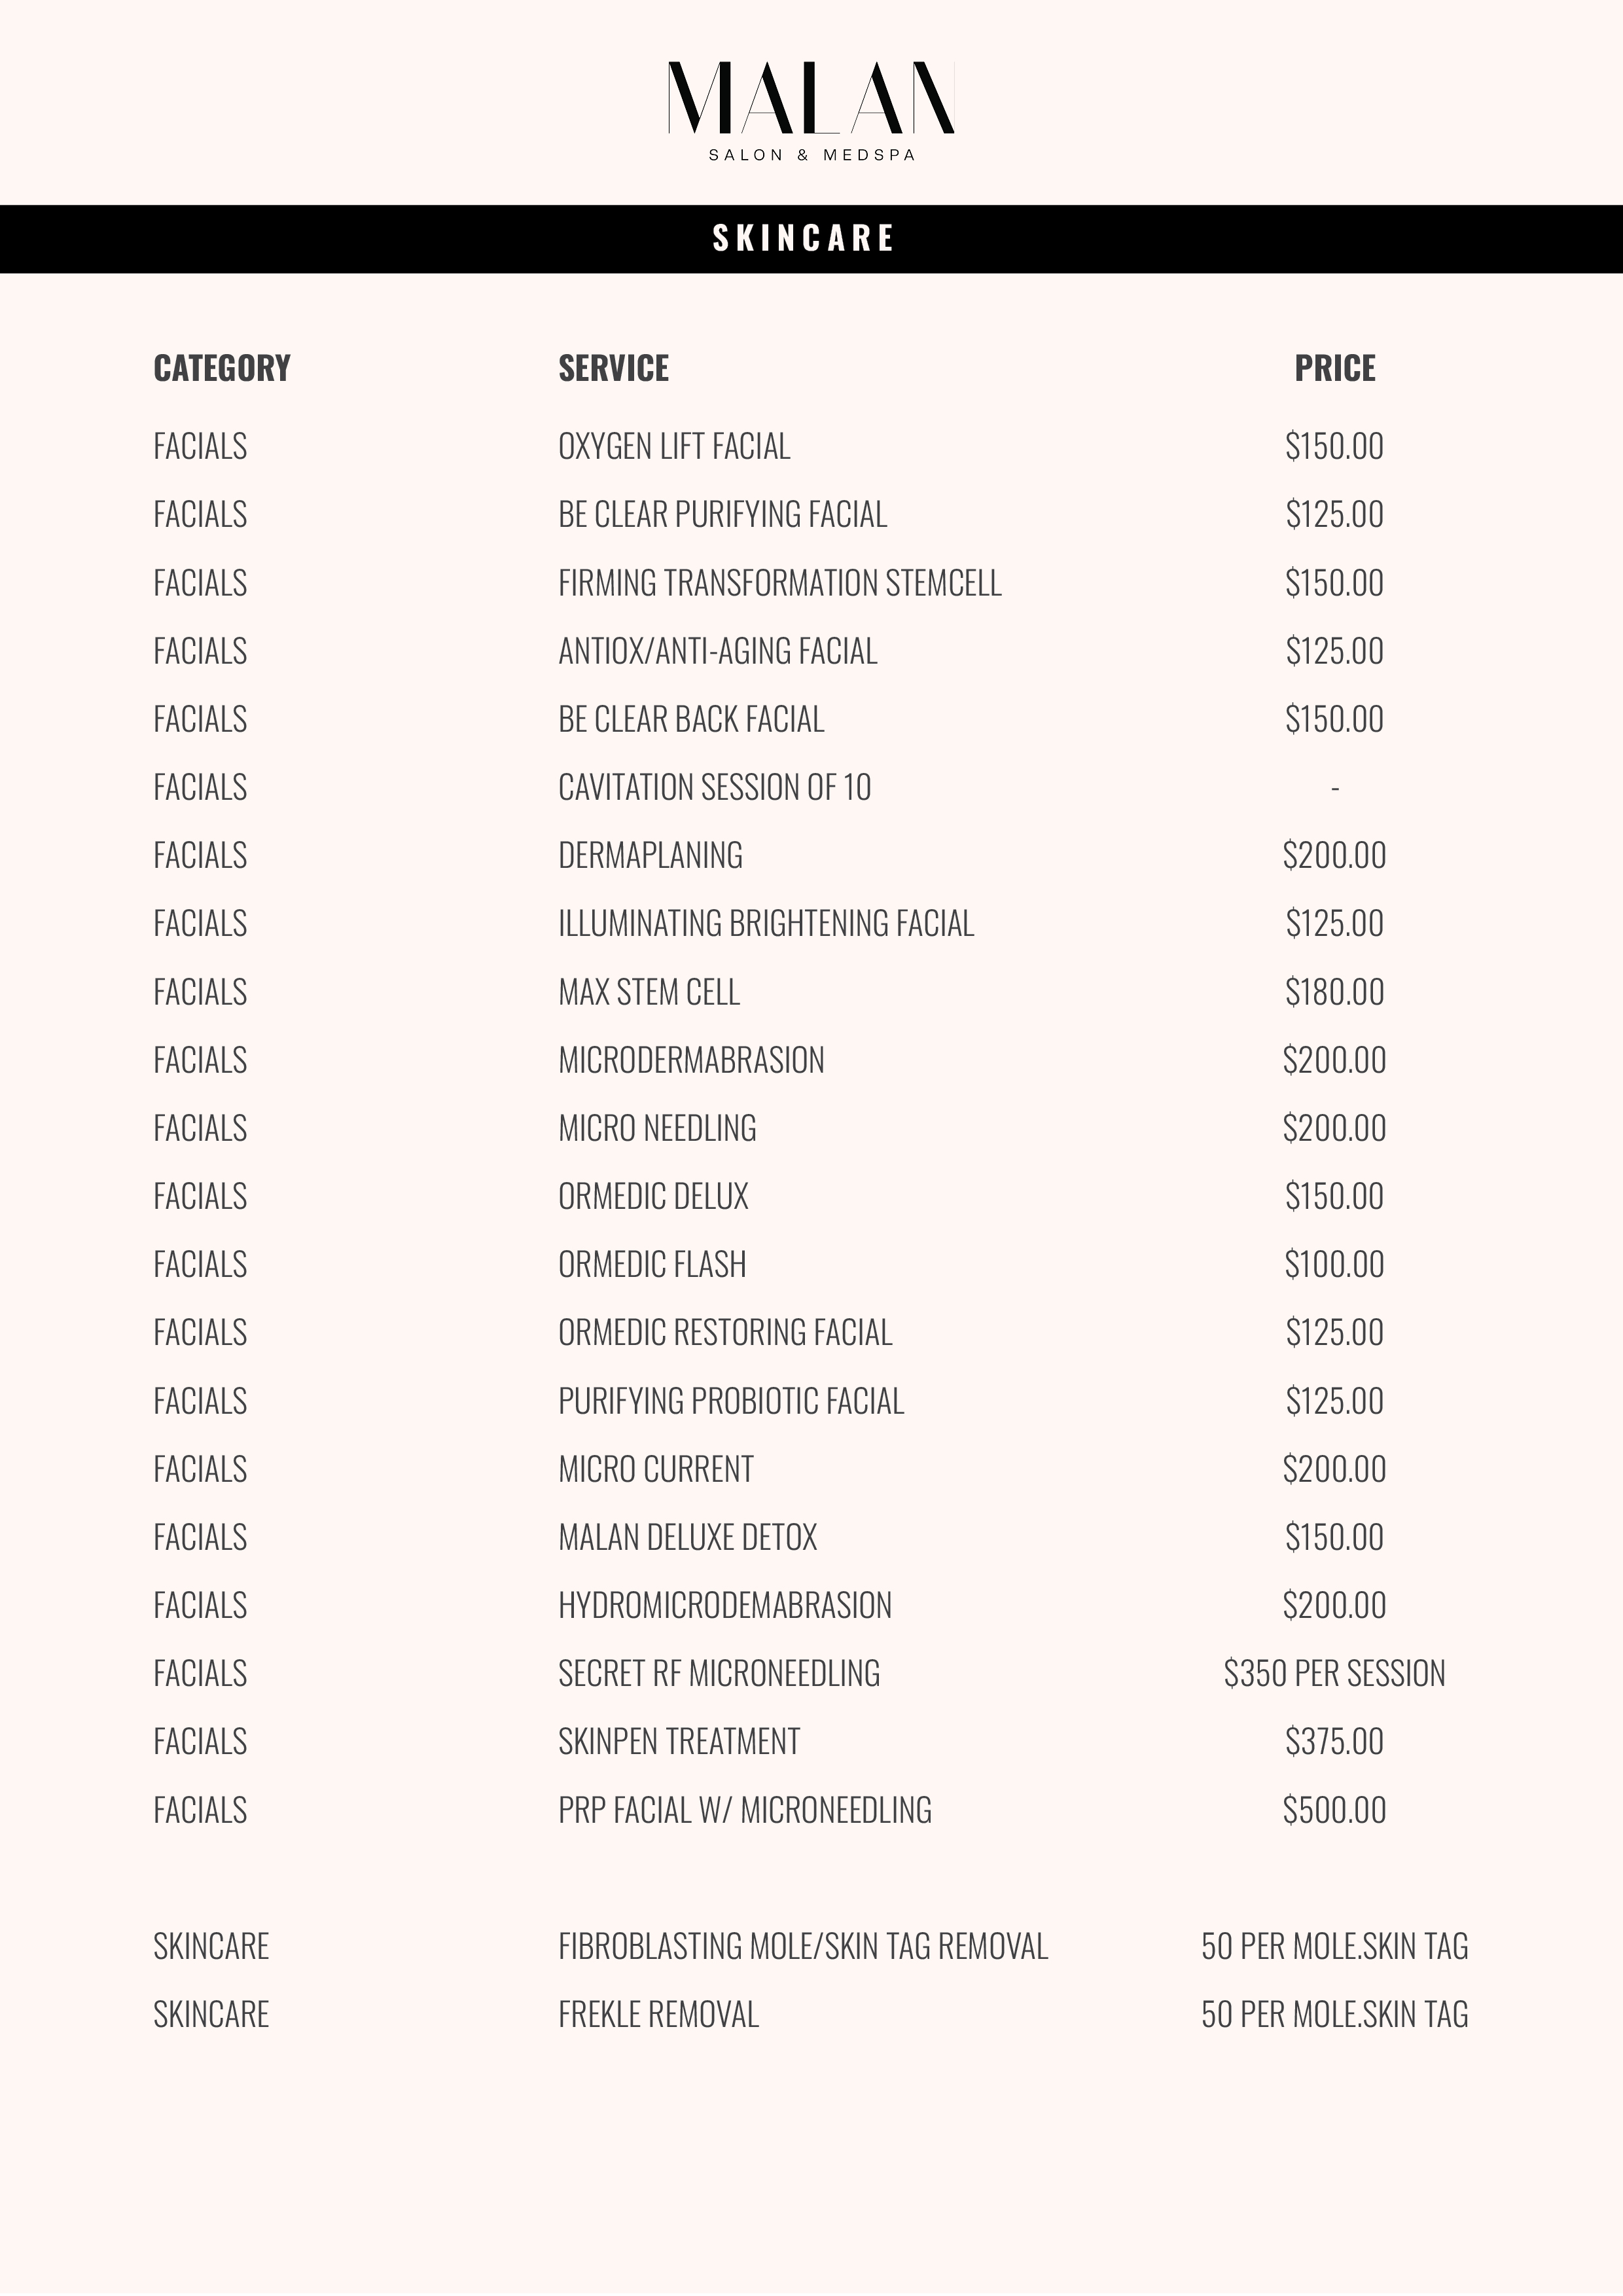 MALAN
SALON & MEDSPA
SKINCARE
CATEGORY SERVICE PRICE
FACIALS OXYGEN LIFT FACIAL $150.00
FACIALS BE CLEAR PURIFYING FACIAL $125.00
FACIALS FIRMING TRANSFORMATION STEMCELL $150.00
FACIALS ANTIOX/ANTI-AGING FACIAL $125.00
FACIALS BE CLEAR BACK FACIAL $150.00
FACIALS CAVITATION SESSION OF 10 -
FACIALS DERMAPLANING $200.00
FACIALS ILLUMINATING BRIGHTENING FACIAL $125.00
FACIALS MAX STEM CELL $180.00
FACIALS MICRODERMABRASION $200.00
FACIALS MICRO NEEDLING $200.00
FACIALS ORMEDIC DELUX $150.00
FACIALS ORMEDIC FLASH $100.00
FACIALS ORMEDIC RESTORING FACIAL $125.00
FACIALS PURIFYING PROBIOTIC FACIAL $125.00
FACIALS MICRO CURRENT $200.00
FACIALS MALAN DELUXE DETOX $150.00
FACIALS HYDROMICRODEMABRASION $200.00
FACIALS SECRET RF MICRONEEDLING $350 PER SESSION
FACIALS SKINPEN TREATMENT $375.00
FACIALS PRP FACIAL W/ MICRONEEDLING $500.00
SKINCARE FIBROBLASTING MOLE/SKIN TAG REMOVAL 50 PER MOLE.SKIN TAG
SKINCARE FREKLE REMOVAL 50 PER MOLE.SKIN TAG